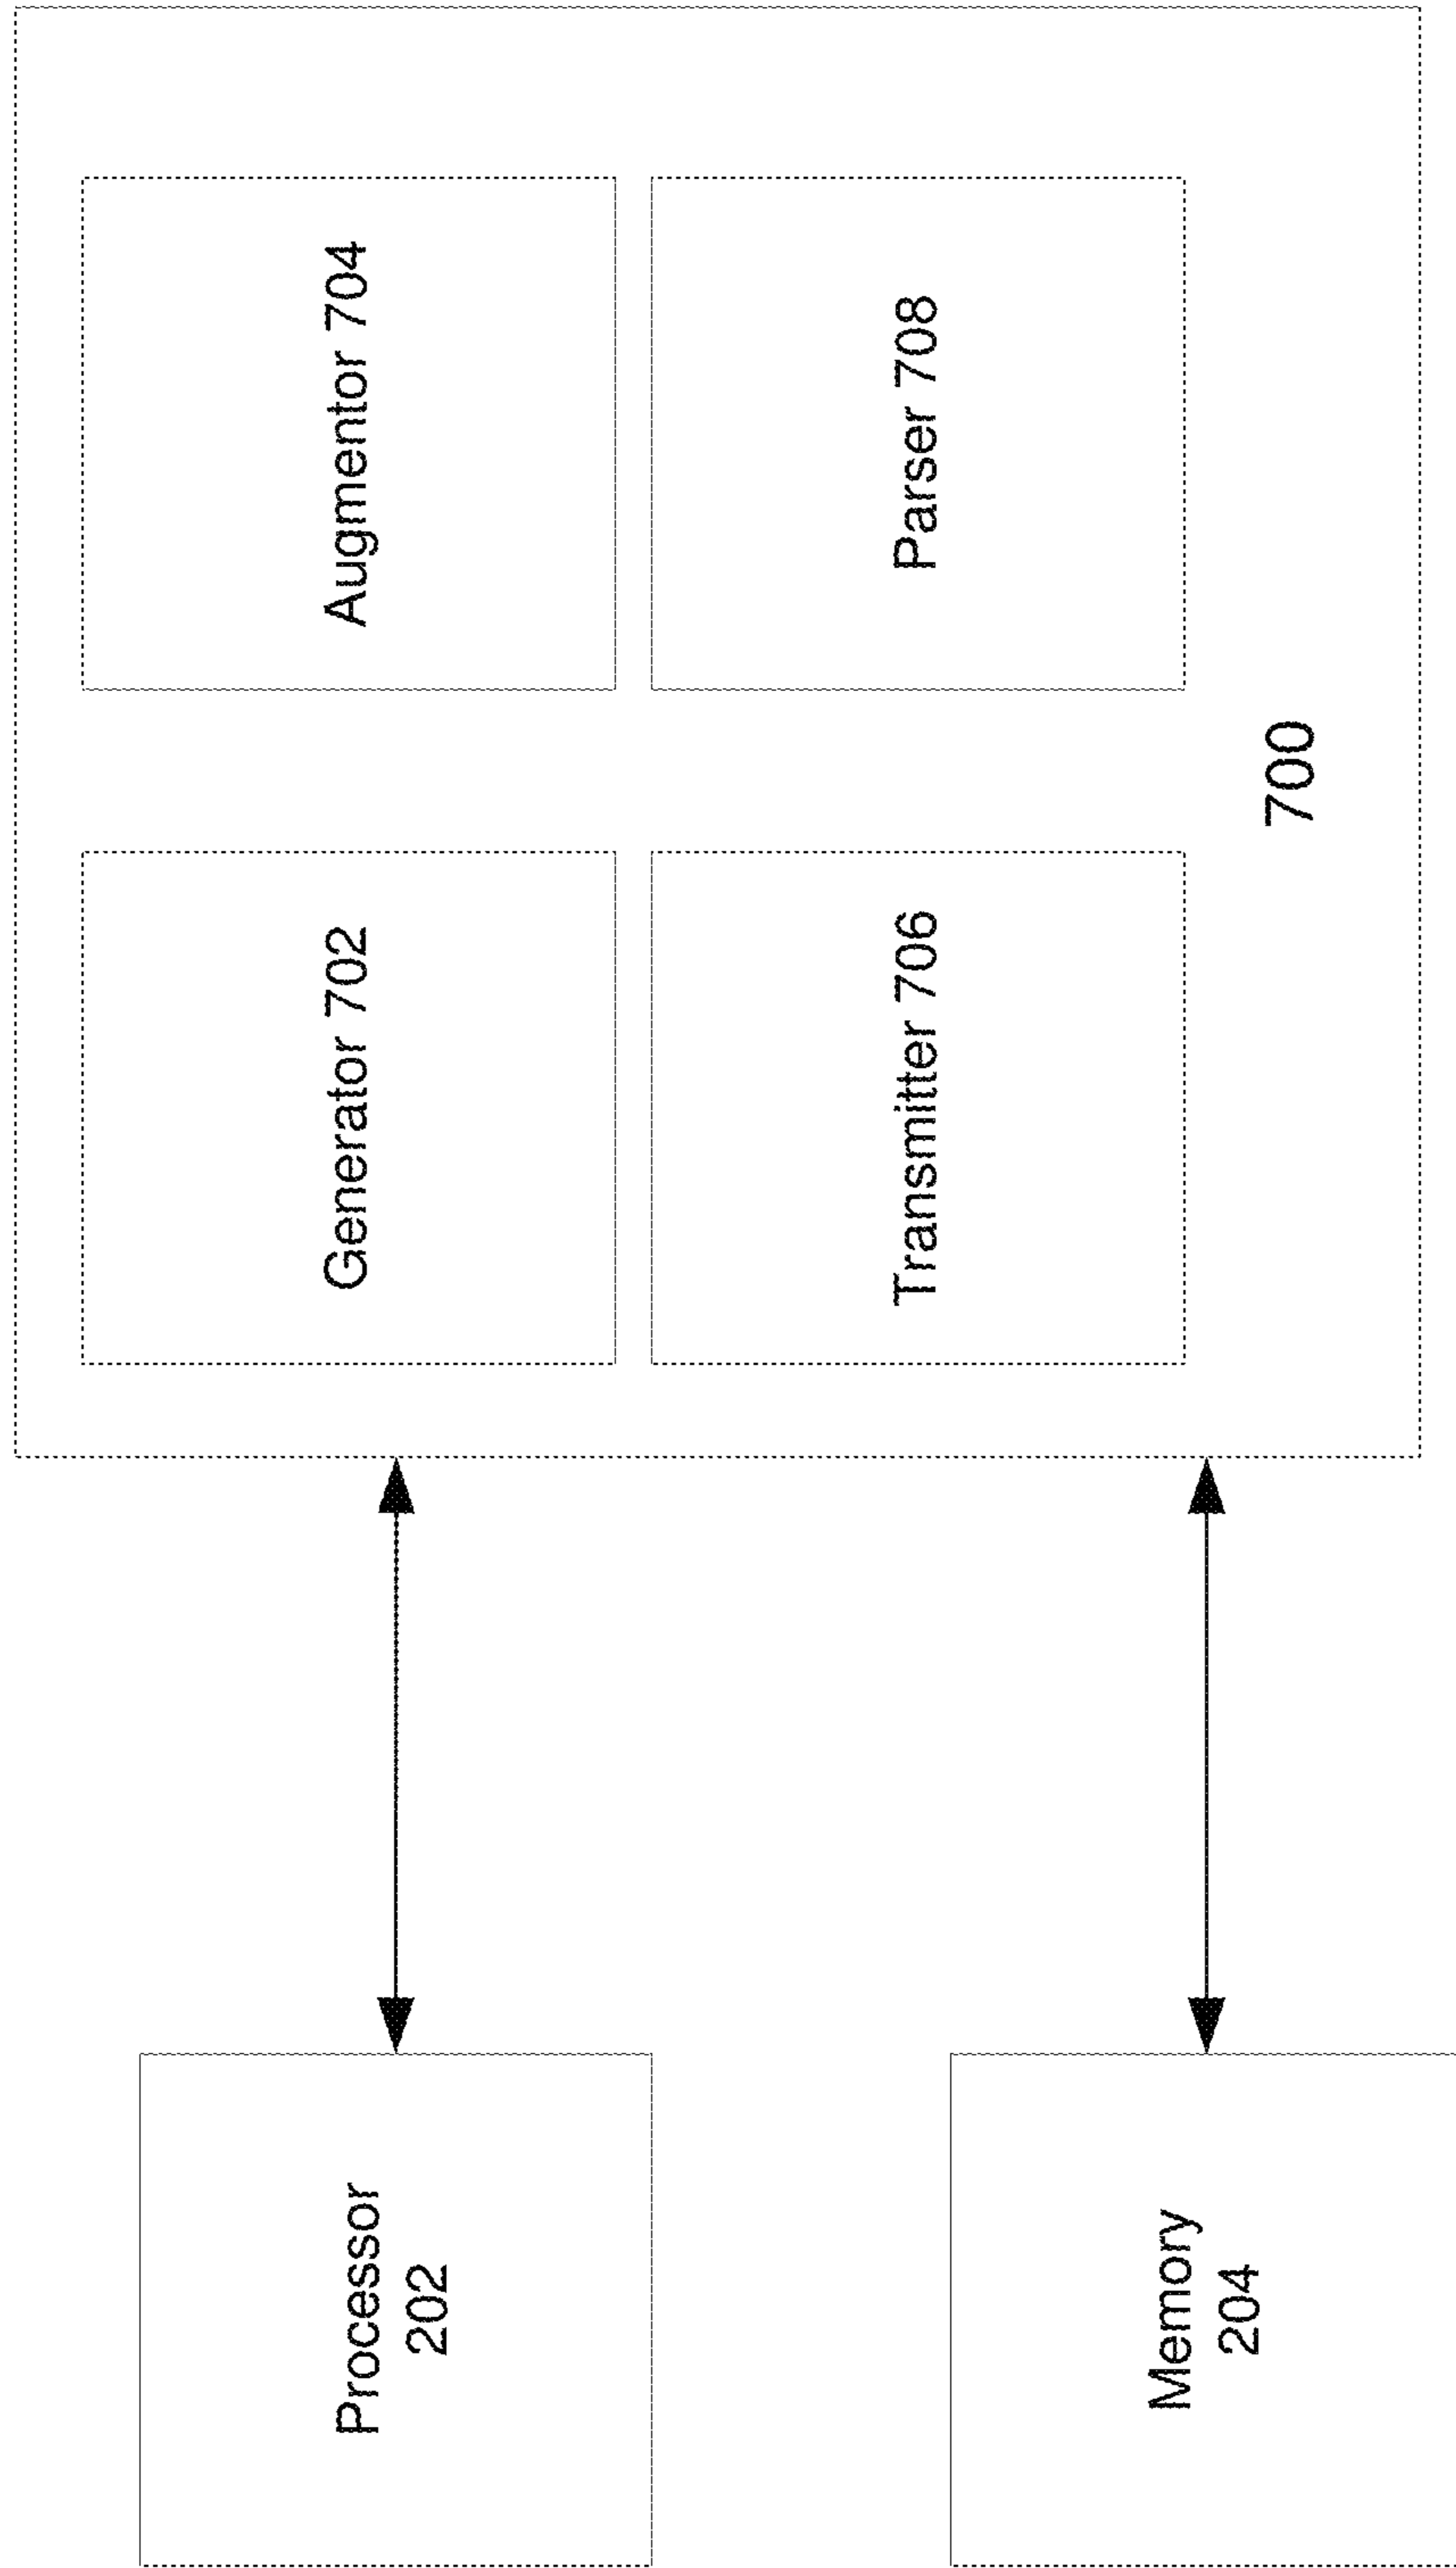 Processor
202
Memory
204
Generator 702
Augmentor 704
Transmitter 706
Parser 708
700